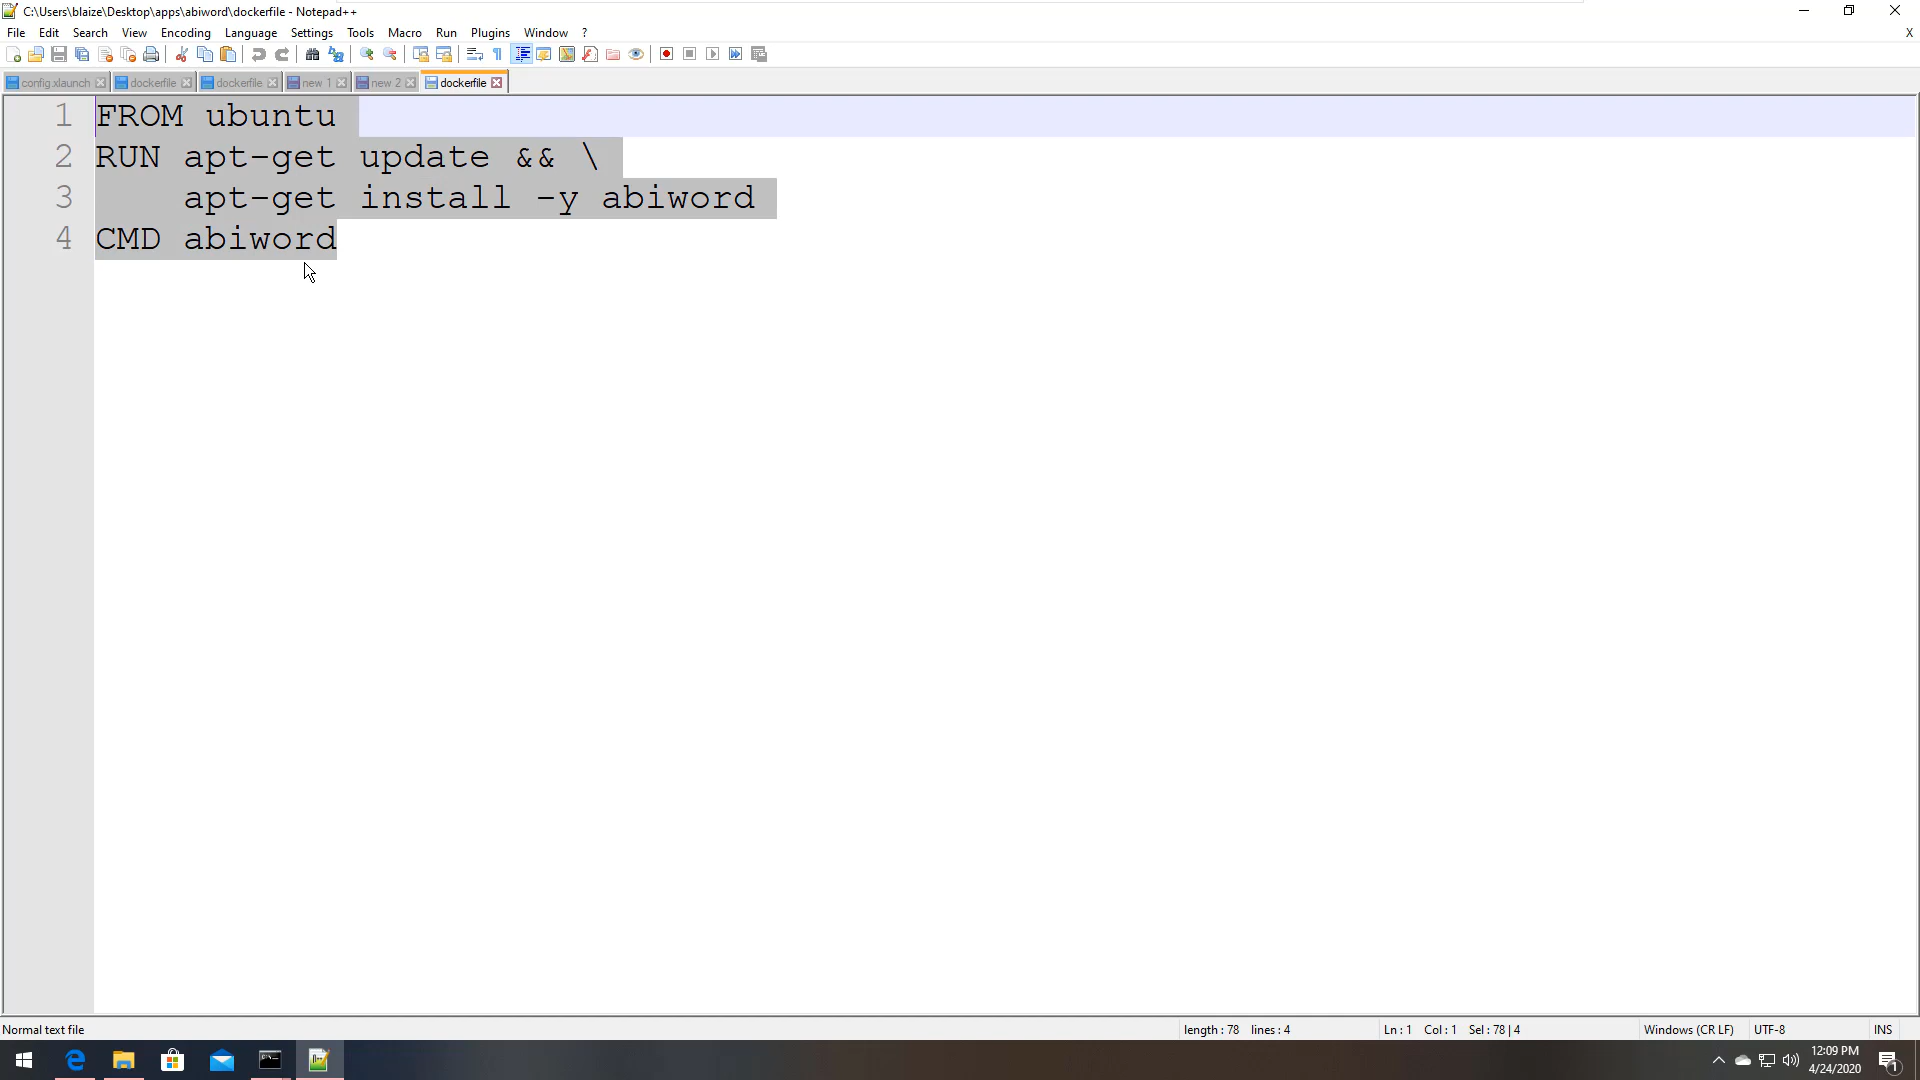 C:\Users\blaize\Desktop\apps\abiword\dockerfile - Notepad++
File Edit Search View Encoding Language Settings Tools Macro Run Plugins Window ? X
config.xlaunch dockerfile dockerfile new 1 new 2 dockerfile
1 FROM ubuntu
2 RUN apt-get update && \
3     apt-get install -y abiword
4 CMD abiword
Normal text file length : 78 lines : 4 Ln : 1 Col : 1 Sel : 78 | 4 Windows (CR LF) UTF-8 INS
12:09 PM
4/24/2020
1